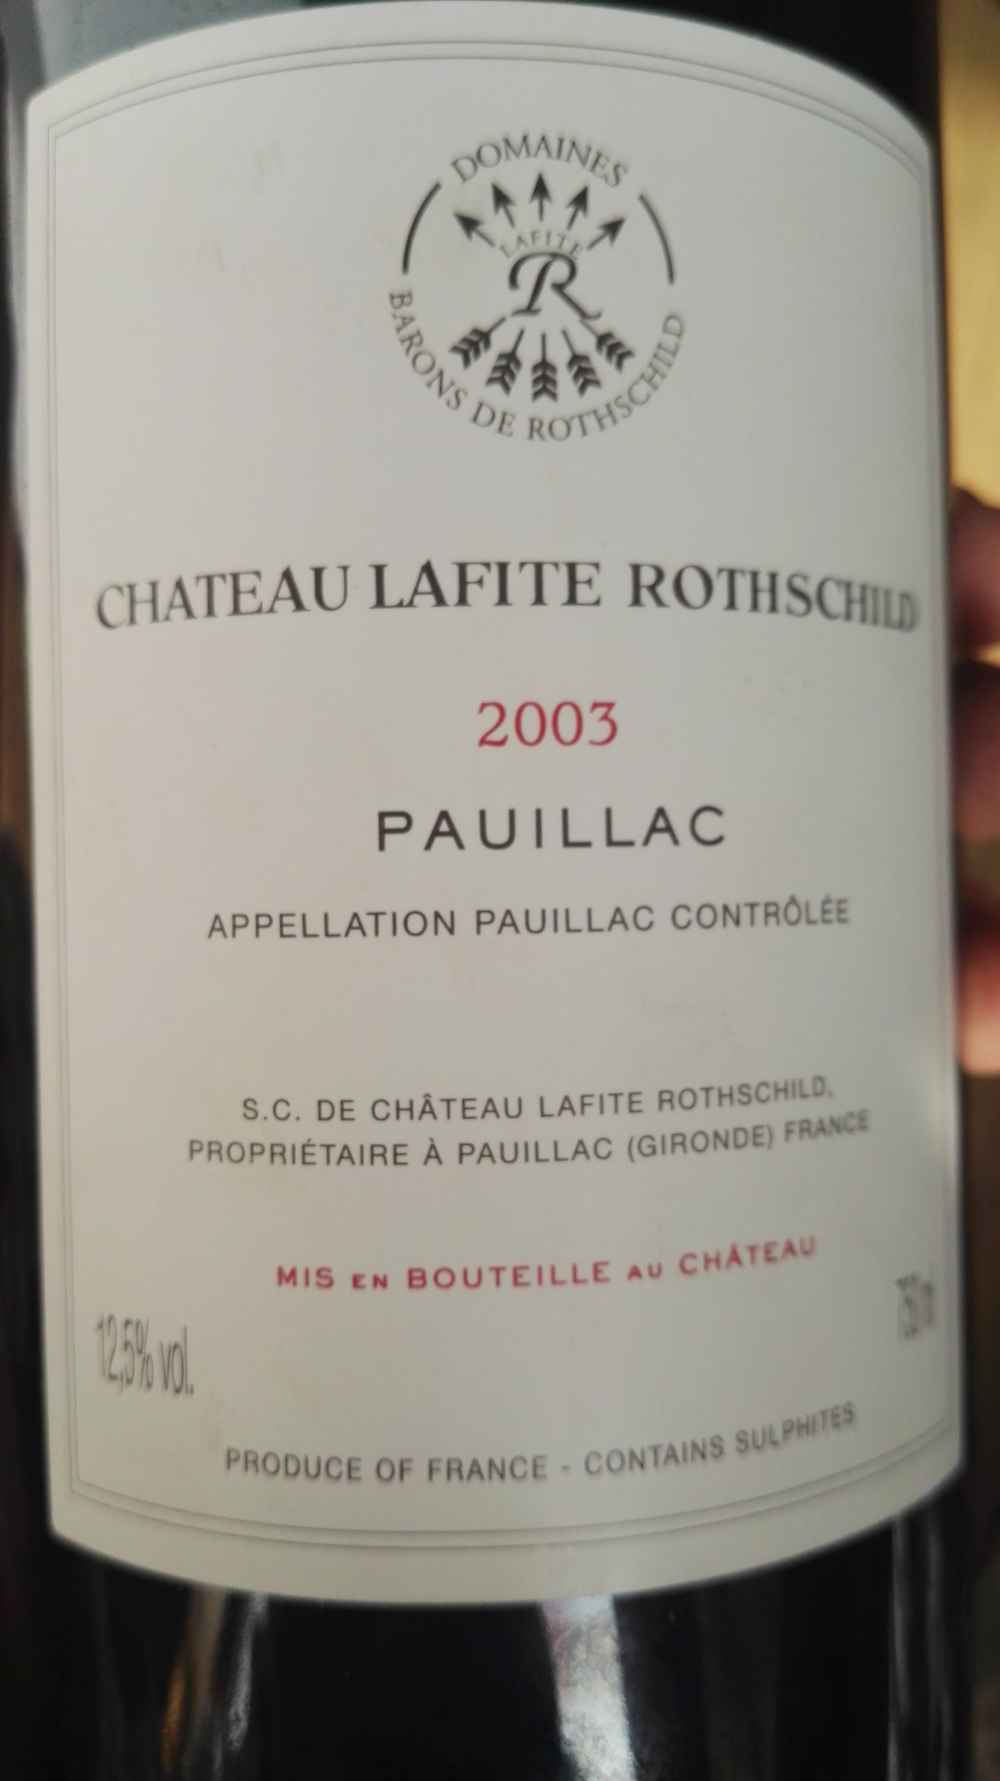 DOMAINES
LAFITE
R
BARONS DE ROTHSCHILD
CHATEAU LAFITE ROTHSCHILD
2003
PAUILLAC
APPELLATION PAUILLAC CONTRÔLÉE
S.C. DE CHÂTEAU LAFITE ROTHSCHILD,
PROPRIÉTAIRE À PAUILLAC (GIRONDE) FRANCE
MIS EN BOUTEILLE AU CHÂTEAU
12,5% vol.
750 ml
PRODUCE OF FRANCE - CONTAINS SULPHITES